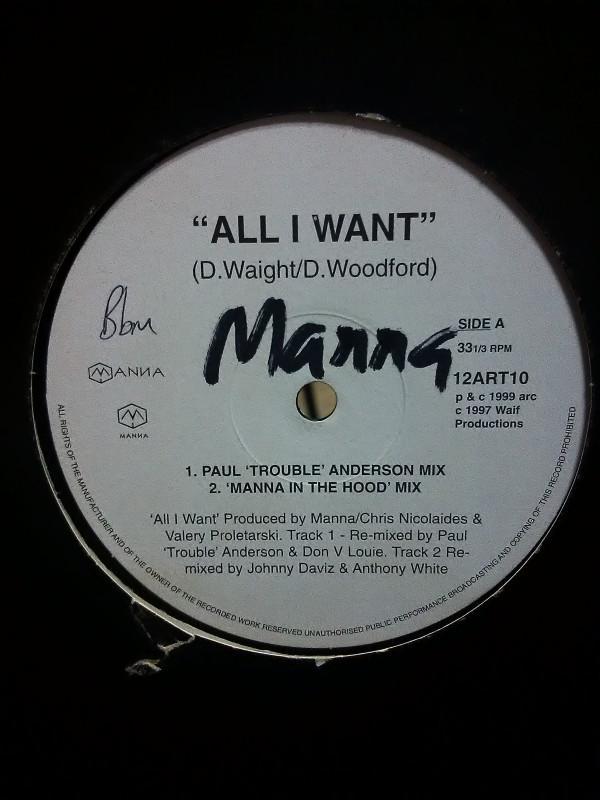 “ALL I WANT”
(D.Waight/D.Woodford)
Bbm
Manna
SIDE A
33 1/3 RPM
12ART10
p & c 1999 arc
c 1997 Waif
Productions
MANNA
MANNA
1. PAUL ‘TROUBLE’ ANDERSON MIX
2. ‘MANNA IN THE HOOD’ MIX
‘All I Want’ Produced by Manna/Chris Nicolaides &
Valery Proletarski. Track 1 - Re-mixed by Paul
‘Trouble’ Anderson & Don V Louie. Track 2 Re-
mixed by Johnny Daviz & Anthony White
ALL RIGHTS OF THE MANUFACTURER AND OF THE OWNER OF THE RECORDED WORK RESERVED UNAUTHORISED PUBLIC PERFORMANCE BROADCASTING AND COPYING OF THIS RECORD PROHIBITED